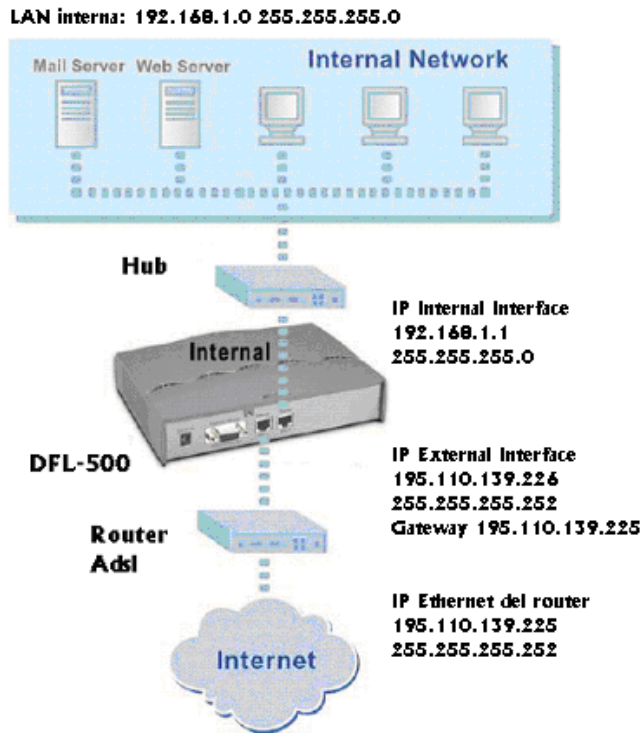 LAN interna: 192.168.1.0 255.255.255.0
Internal Network
Mail Server Web Server
Hub
IP Internal Interface
192.168.1.1
255.255.255.0
Internal
DFL-500
IP External Interface
195.110.139.226
255.255.255.252
Gateway 195.110.139.225
Router
Adsl
IP Ethernet del router
195.110.139.225
255.255.255.252
Internet